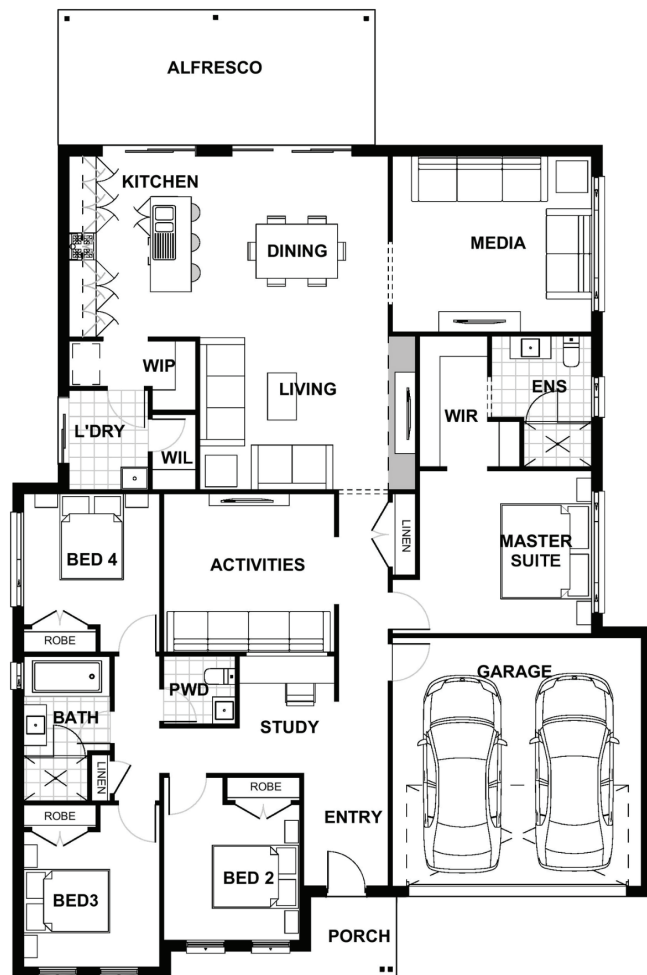 ALFRESCO
KITCHEN
DINING
MEDIA
WIP
LIVING
ENS
WIR
L'DRY
WIL
LINEN
MASTER
SUITE
BED 4
ACTIVITIES
ROBE
PWD
GARAGE
BATH
STUDY
LINEN
ROBE
ROBE
ENTRY
BED3
BED 2
PORCH